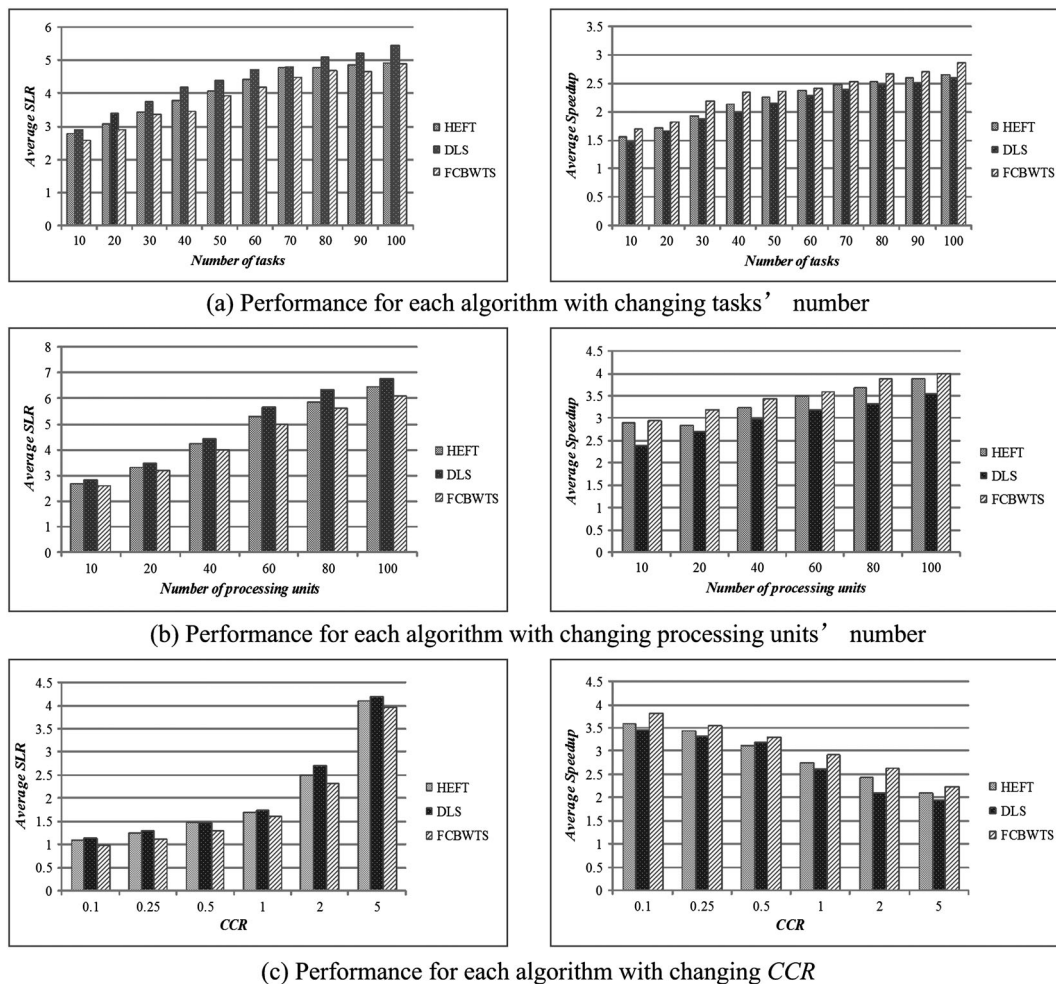 6
5
4
3
2
1
0
Average SLR
10 20 30 40 50 60 70 80 90 100
Number of tasks
HEFT
DLS
FCBWTS
3.5
3
2.5
2
1.5
1
0.5
0
Average Speedup
10 20 30 40 50 60 70 80 90 100
Number of tasks
HEFT
DLS
FCBWTS
(a) Performance for each algorithm with changing tasks’ number
8
7
6
5
4
3
2
1
0
Average SLR
10 20 40 60 80 100
Number of processing units
HEFT
DLS
FCBWTS
4.5
4
3.5
3
2.5
2
1.5
1
0.5
0
Average Speedup
10 20 40 60 80 100
Number of processing units
HEFT
DLS
FCBWTS
(b) Performance for each algorithm with changing processing units’ number
4.5
4
3.5
3
2.5
2
1.5
1
0.5
0
Average SLR
0.1 0.25 0.5 1 2 5
CCR
HEFT
DLS
FCBWTS
4.5
4
3.5
3
2.5
2
1.5
1
0.5
0
Average Speedup
0.1 0.25 0.5 1 2 5
CCR
HEFT
DLS
FCBWTS
(c) Performance for each algorithm with changing CCR